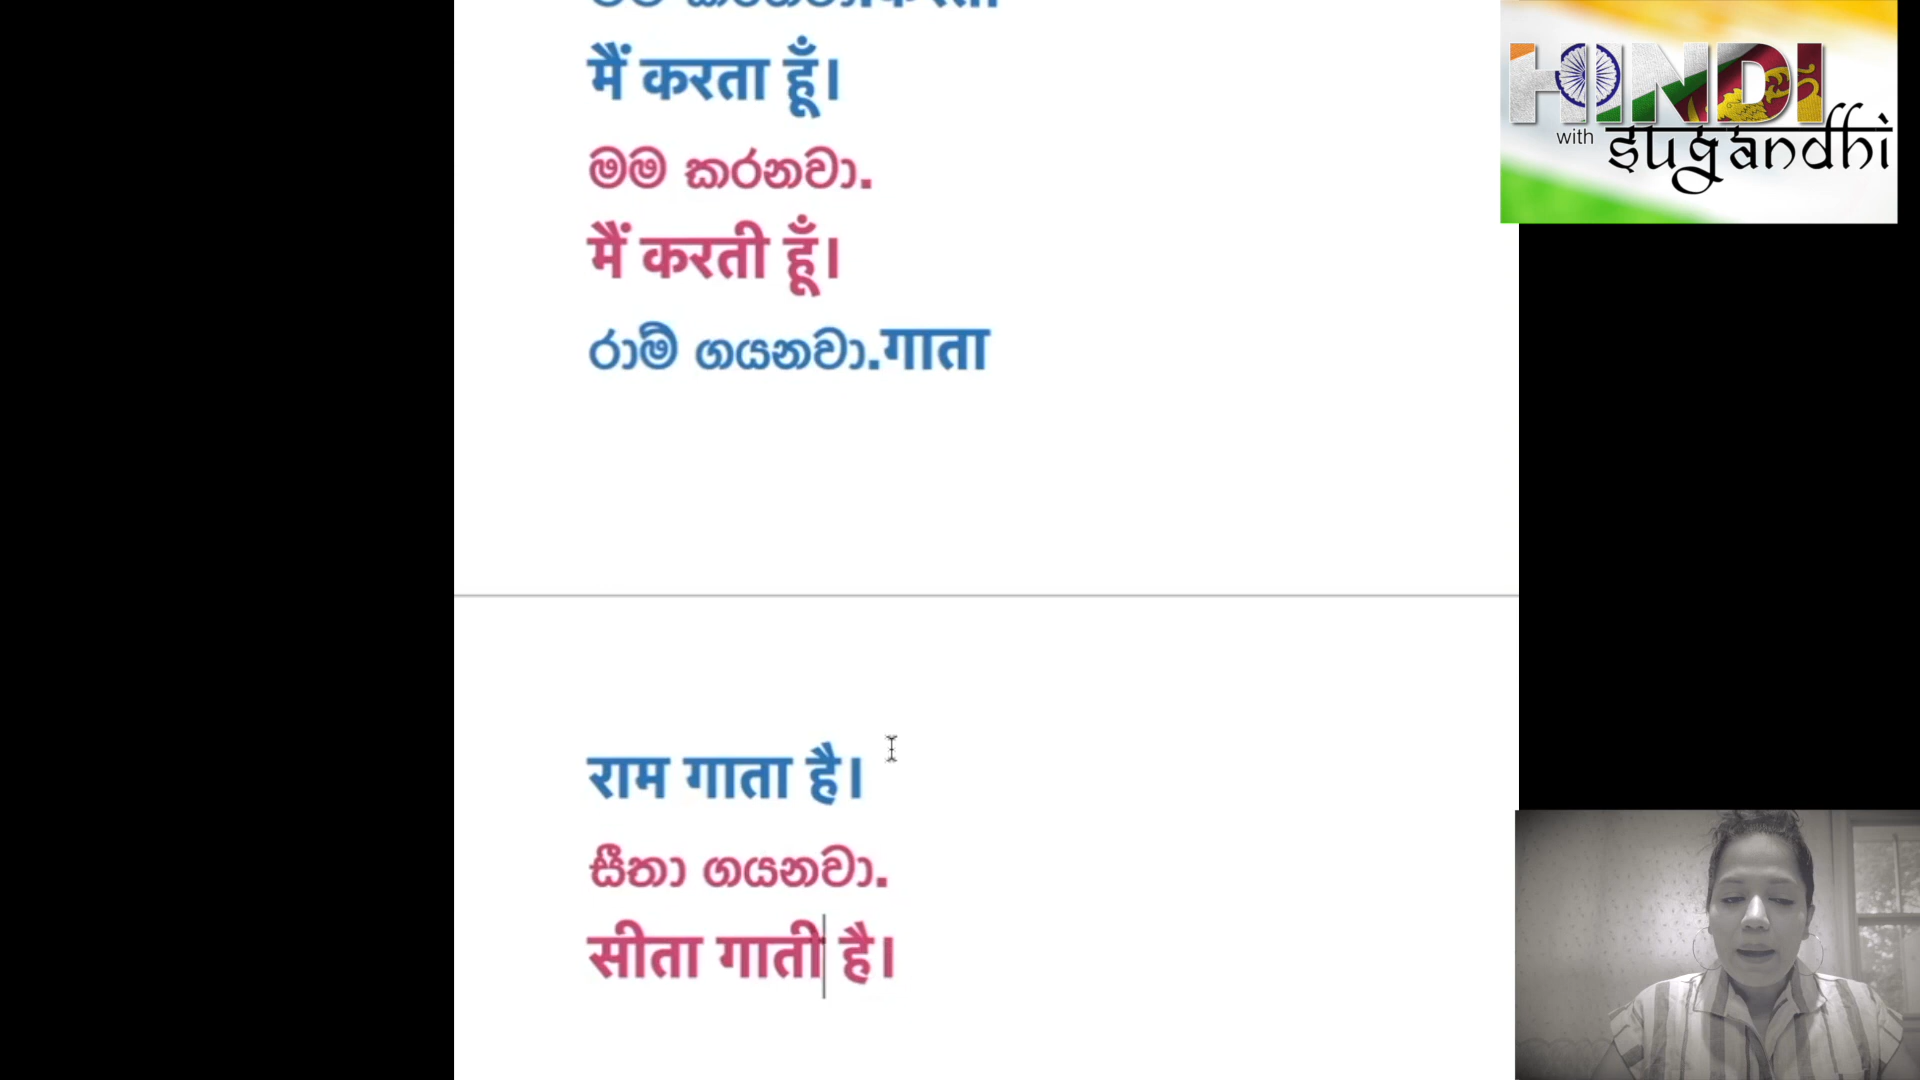 मैं करता हूँ।
මම කරනවා.
मैं करती हूँ।
රාම් ගයනවා.गाता
राम गाता है।
සීතා ගයනවා.
सीता गाती है।
HINDI
with sugandhi